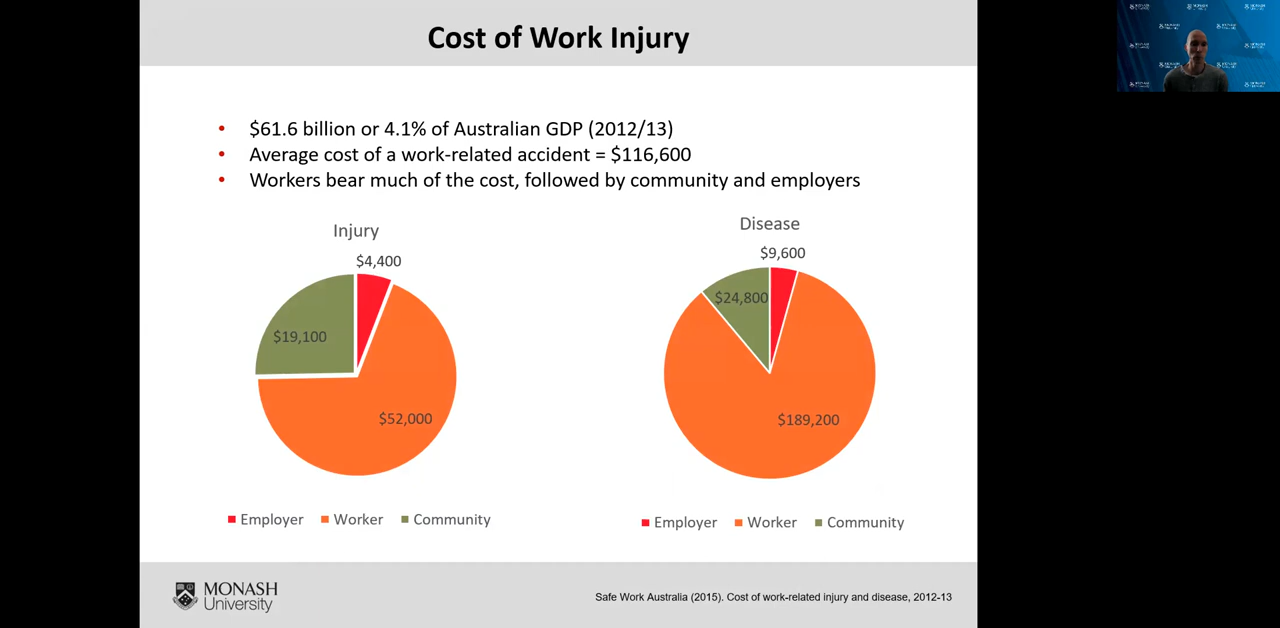 Cost of Work Injury
• $61.6 billion or 4.1% of Australian GDP (2012/13)
• Average cost of a work-related accident = $116,600
• Workers bear much of the cost, followed by community and employers
Injury
$4,400
$19,100
$52,000
Employer Worker Community
Disease
$9,600
$24,800
$189,200
Employer Worker Community
MONASH
University
Safe Work Australia (2015). Cost of work-related injury and disease, 2012-13